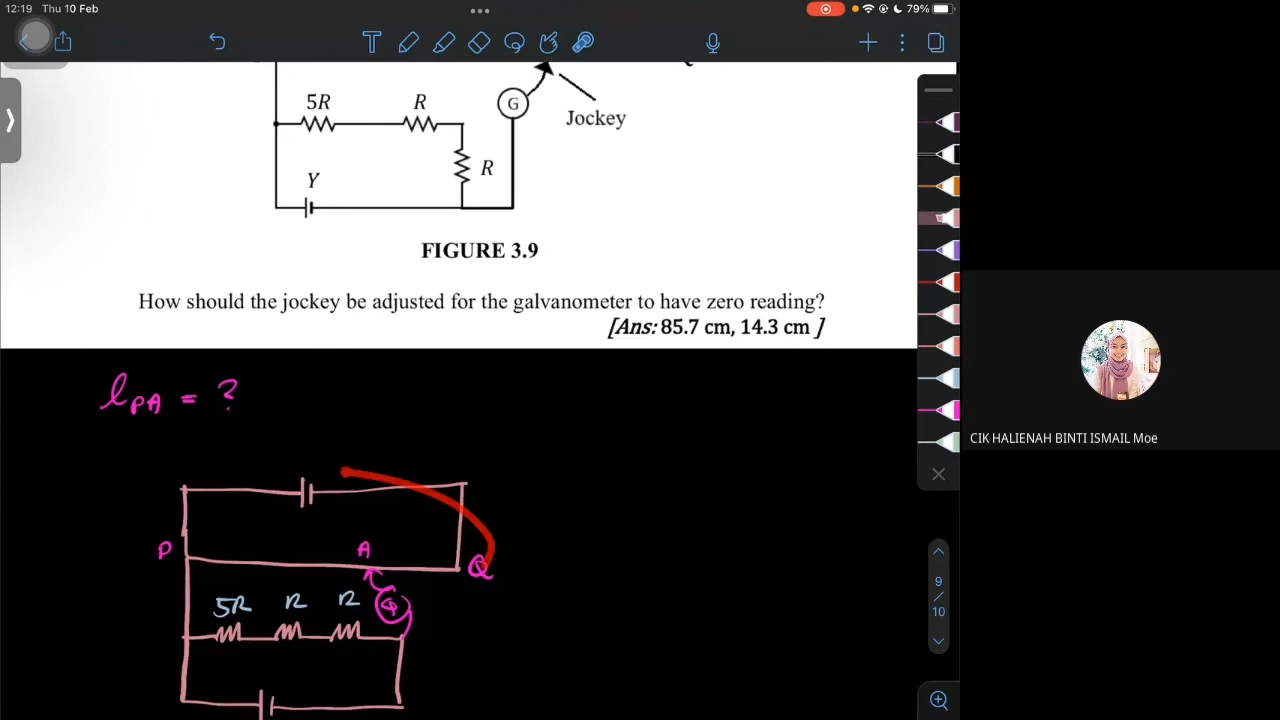 12:19 Thu 10 Feb
79%
T
5R
R
G
Jockey
R
Y
FIGURE 3.9
How should the jockey be adjusted for the galvanometer to have zero reading?
[Ans: 85.7 cm, 14.3 cm ]
l PA = ?
P
A
Q
5R
R
R
G
9
/
10
CIK HALIENAH BINTI ISMAIL Moe